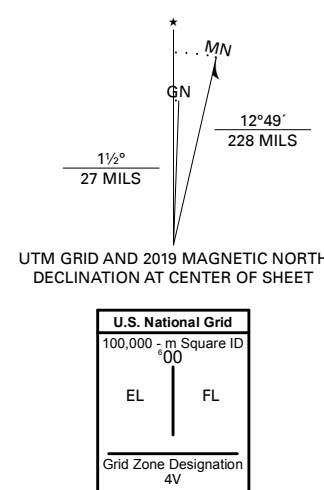 ★
MN
GN
12°49´
228 MILS
1½°
27 MILS
UTM GRID AND 2019 MAGNETIC NORTH
DECLINATION AT CENTER OF SHEET
U.S. National Grid
100,000 - m Square ID
⁶00
EL FL
Grid Zone Designation
4V